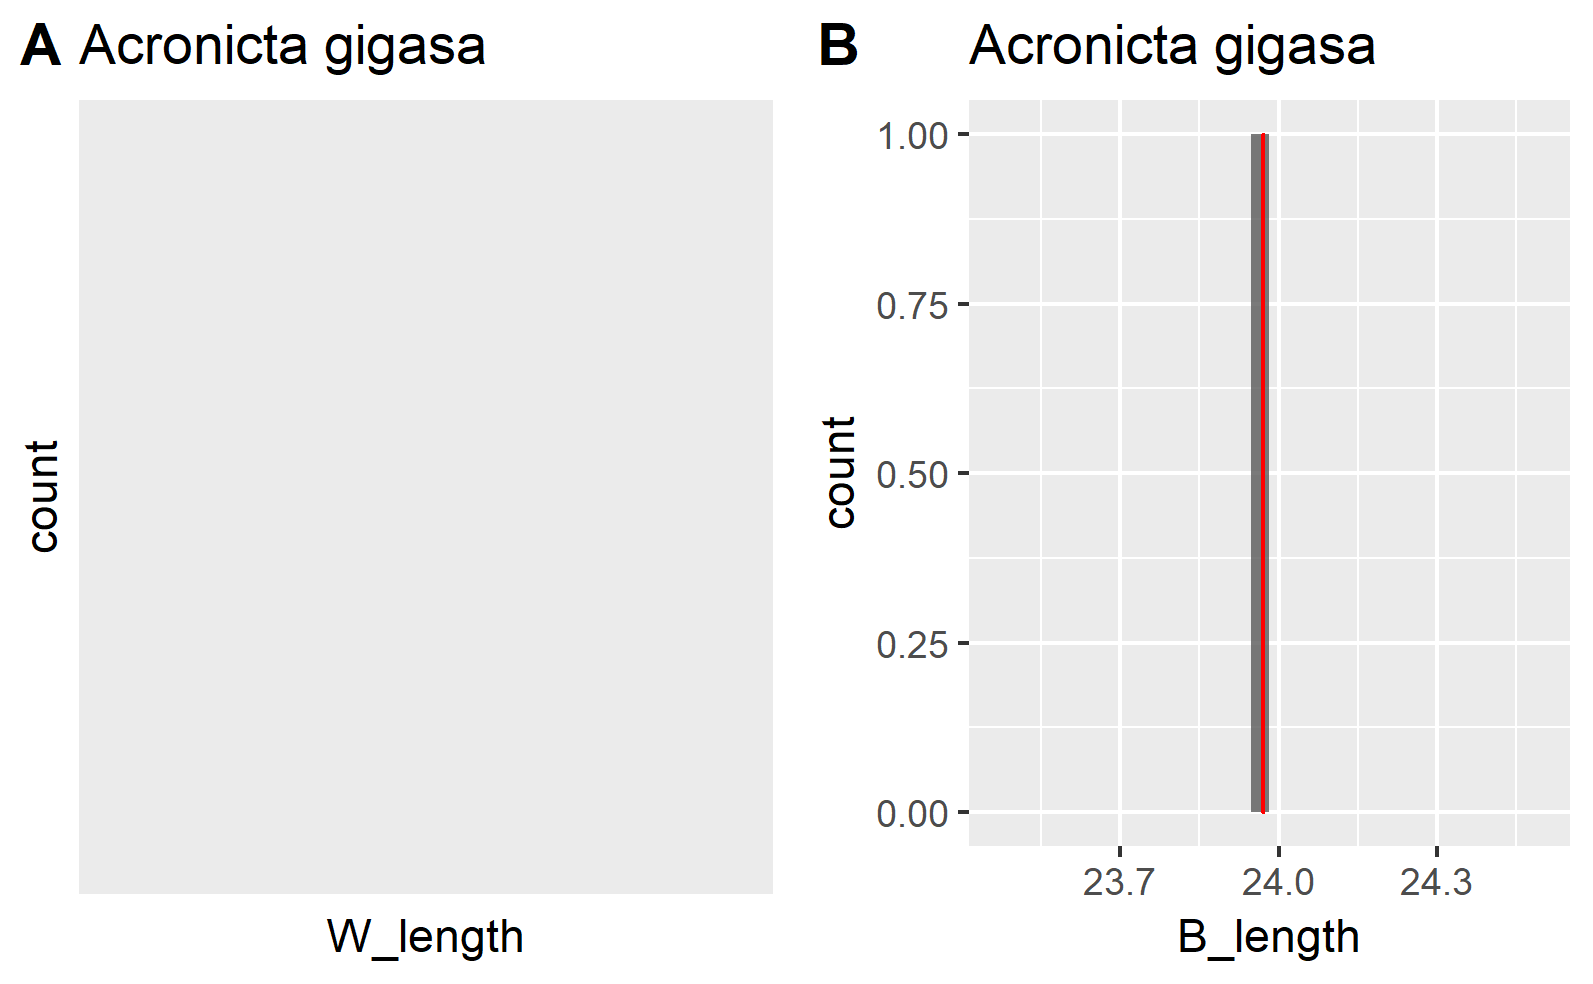 A Acronicta gigasa
count
W_length
B Acronicta gigasa
count
1.00
0.75
0.50
0.25
0.00
23.7 24.0 24.3
B_length